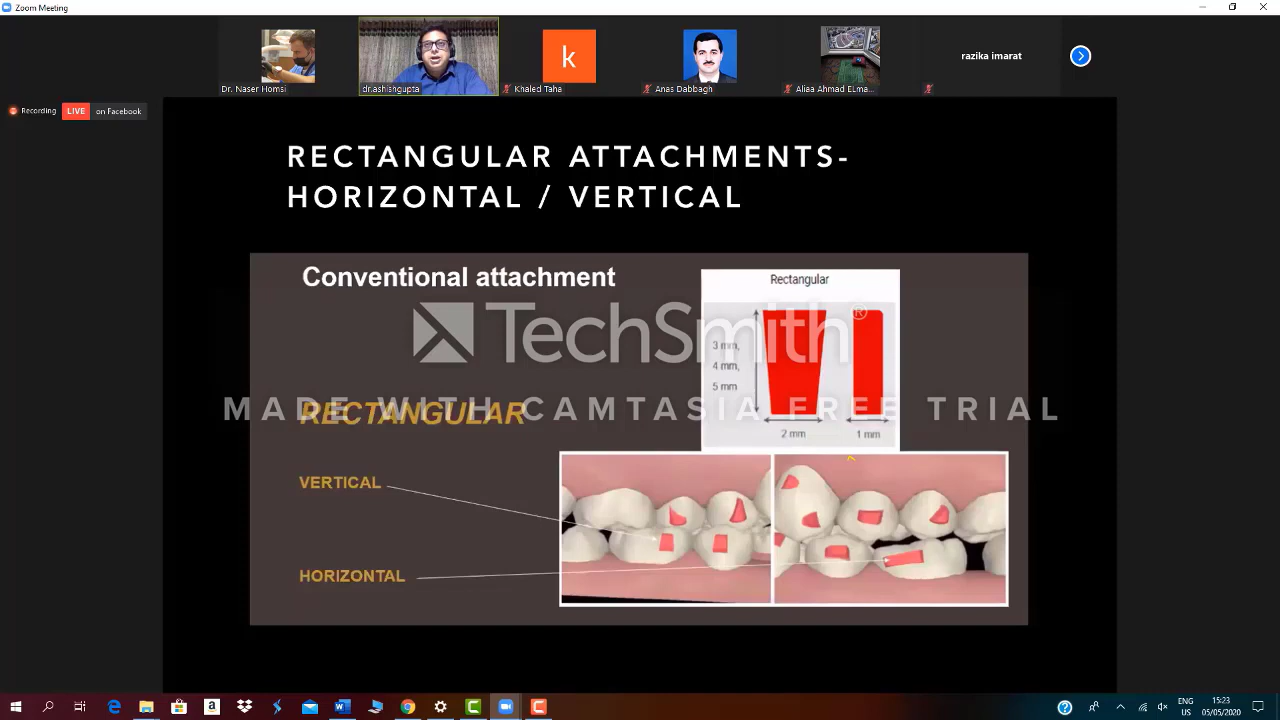 Zoom Meeting
k
razika imarat
Dr. Naser Homsi
dr.ashishgupta
Khaled Taha
Anas Dabbagh
Aliaa Ahmad ELma...
Recording
LIVE
on Facebook
RECTANGULAR ATTACHMENTS-
HORIZONTAL / VERTICAL
Conventional attachment
Rectangular
TechSmith®
3 mm,
4 mm,
5 mm
MADE WITH CAMTASIA FREE TRIAL
RECTANGULAR
2 mm
1 mm
VERTICAL
HORIZONTAL
ENG
US
15:23
05/05/2020